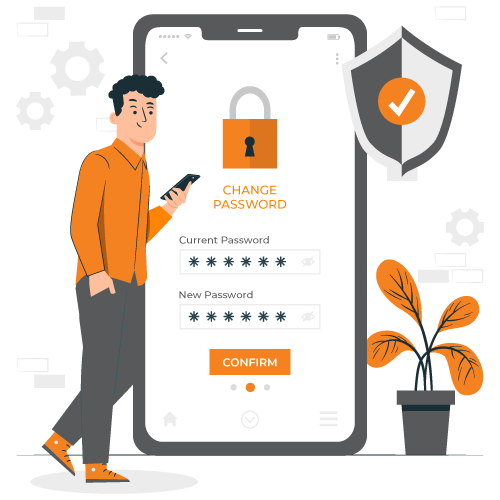 CHANGE
PASSWORD
Current Password
******
New Password
******
CONFIRM